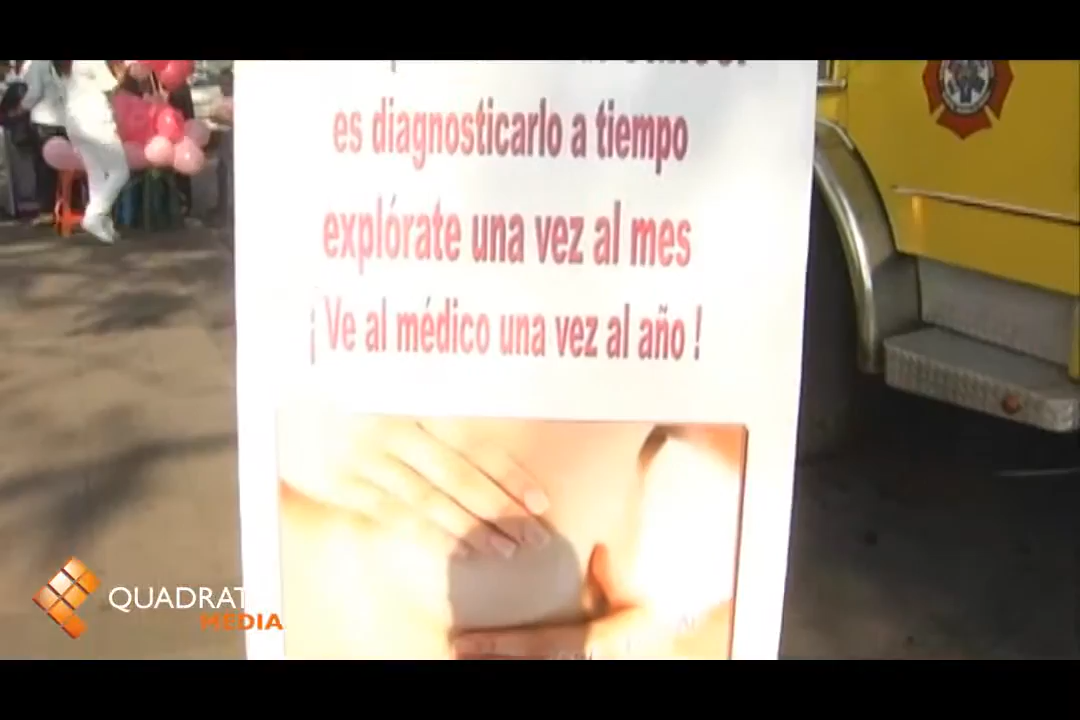 es diagnosticarlo a tiempo
explórate una vez al mes
¡ Ve al médico una vez al año !
QUADRAT
MEDIA